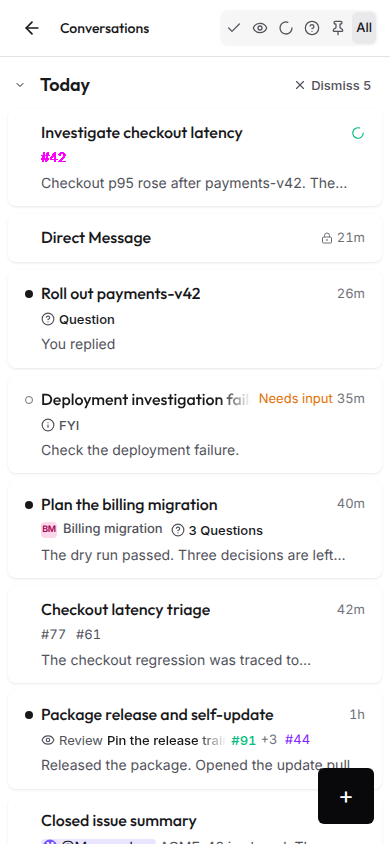 Conversations
All
Today
Dismiss 5
Investigate checkout latency
#42
Checkout p95 rose after payments-v42. The…
Direct Message 21m
Roll out payments-v42 26m
Question
You replied
Deployment investigation fail Needs input 35m
FYI
Check the deployment failure.
Plan the billing migration 40m
BM Billing migration 3 Questions
The dry run passed. Three decisions are left…
Checkout latency triage 42m
#77 #61
The checkout regression was traced to…
Package release and self-update 1h
Review Pin the release trai #91 +3 #44
Released the package. Opened the update pull
+
Closed issue summary